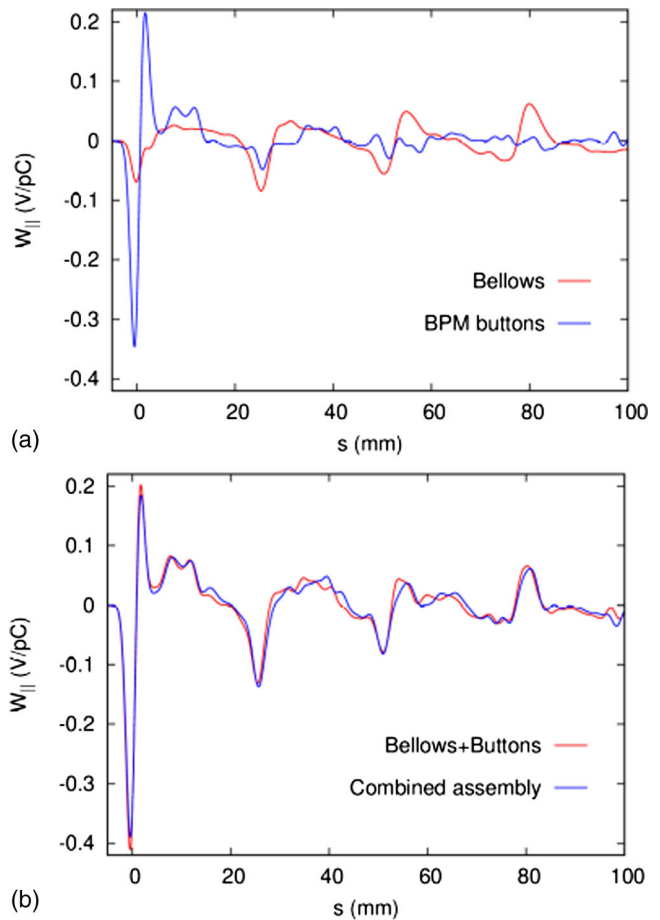 0.2
0.1
0
-0.1
-0.2
-0.3
-0.4
W|| (V/pC)
Bellows
BPM buttons
0 20 40 60 80 100
s (mm)
(a)
0.2
0.1
0
-0.1
-0.2
-0.3
-0.4
W|| (V/pC)
Bellows+Buttons
Combined assembly
0 20 40 60 80 100
s (mm)
(b)